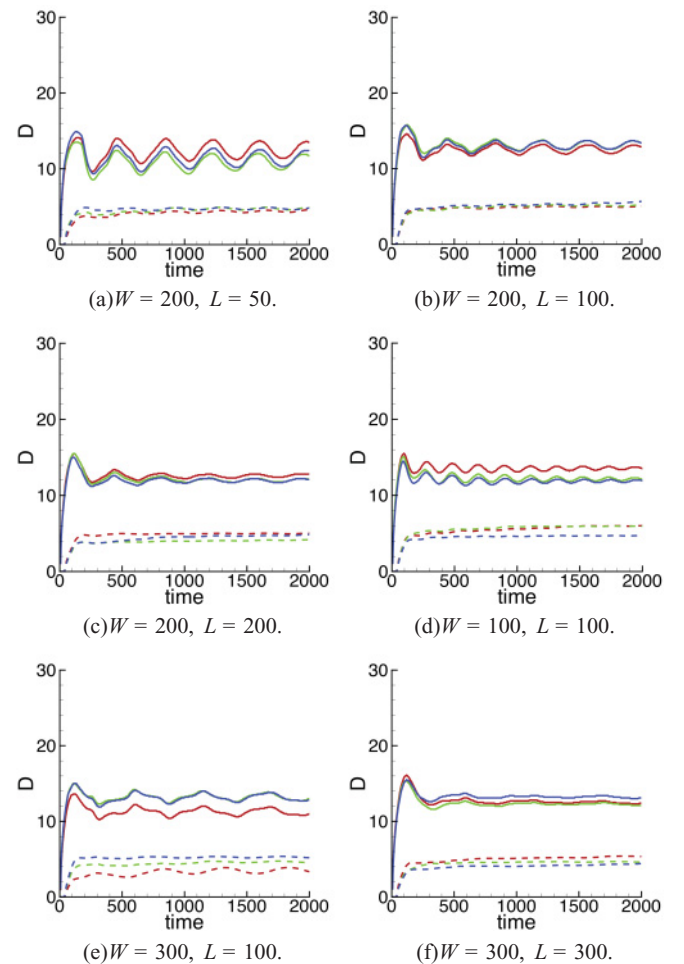 30
20
10
0
D
0 500 1000 1500 2000
time
(a)W = 200, L = 50.
30
20
10
0
D
0 500 1000 1500 2000
time
(b)W = 200, L = 100.
30
20
10
0
D
0 500 1000 1500 2000
time
(c)W = 200, L = 200.
30
20
10
0
D
0 500 1000 1500 2000
time
(d)W = 100, L = 100.
30
20
10
0
D
0 500 1000 1500 2000
time
(e)W = 300, L = 100.
30
20
10
0
D
0 500 1000 1500 2000
time
(f)W = 300, L = 300.